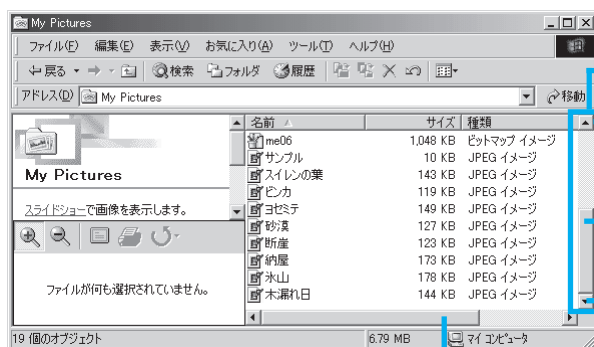 My Pictures
ファイル(F) 編集(E) 表示(V) お気に入り(A) ツール(T) ヘルプ(H)
戻る 検索 フォルダ 履歴
アドレス(D) My Pictures 移動
名前 サイズ 種類
me06 1,048 KB ビットマップ イメージ
サンプル 10 KB JPEG イメージ
スイレンの葉 143 KB JPEG イメージ
ピンカ 119 KB JPEG イメージ
ヨセミテ 149 KB JPEG イメージ
砂漠 127 KB JPEG イメージ
断崖 123 KB JPEG イメージ
納屋 173 KB JPEG イメージ
氷山 178 KB JPEG イメージ
木漏れ日 144 KB JPEG イメージ
My Pictures
スライドショーで画像を表示します。
ファイルが何も選択されていません。
19 個のオブジェクト 6.79 MB マイ コンピュータ